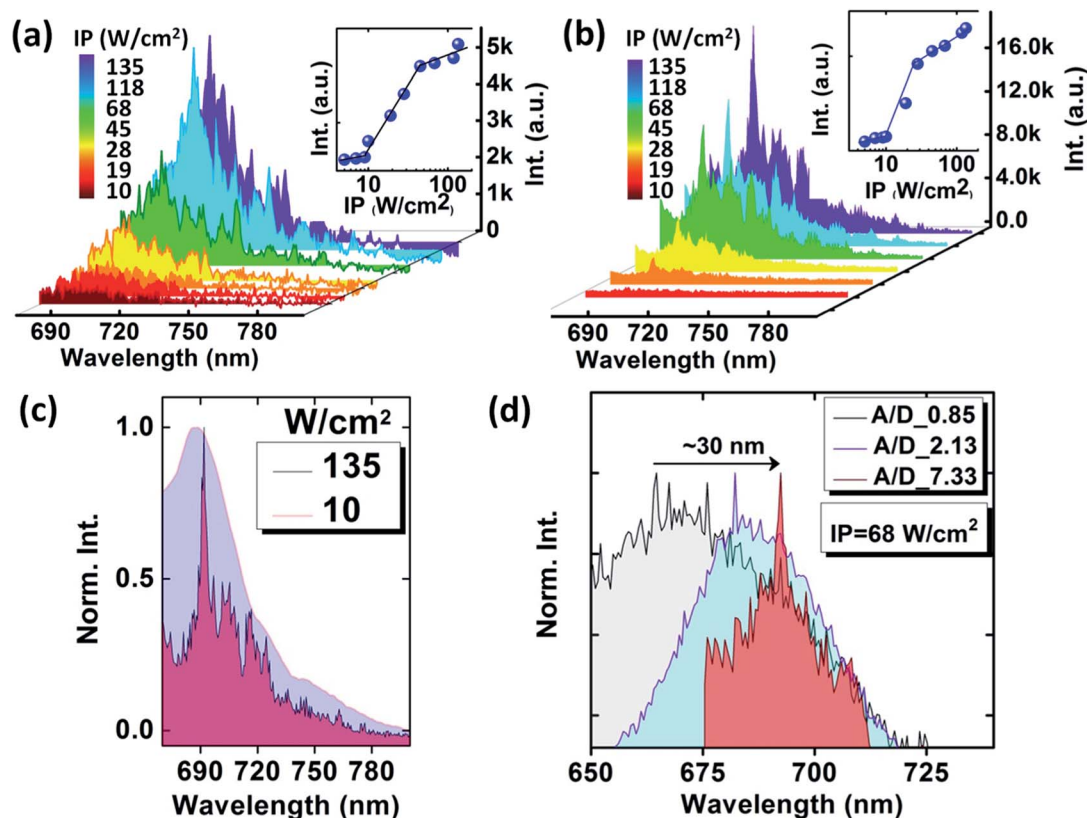 (a)
IP (W/cm²)
135
118
68
45
28
19
10
Int. (a.u.)
10 100
IP (W/cm²)
5k
4k
3k
2k
1k
0
Int. (a.u.)
690 720 750 780
Wavelength (nm)
(b)
IP (W/cm²)
135
118
68
45
28
19
10
Int. (a.u.)
10 100
IP (W/cm²)
16.0k
12.0k
8.0k
4.0k
0.0
Int. (a.u.)
690 720 750 780
Wavelength (nm)
(c)
W/cm²
135
10
1.0
0.5
0.0
Norm. Int.
690 720 750 780
Wavelength (nm)
(d)
A/D_0.85
A/D_2.13
A/D_7.33
~30 nm
IP=68 W/cm²
Norm. Int.
650 675 700 725
Wavelength (nm)